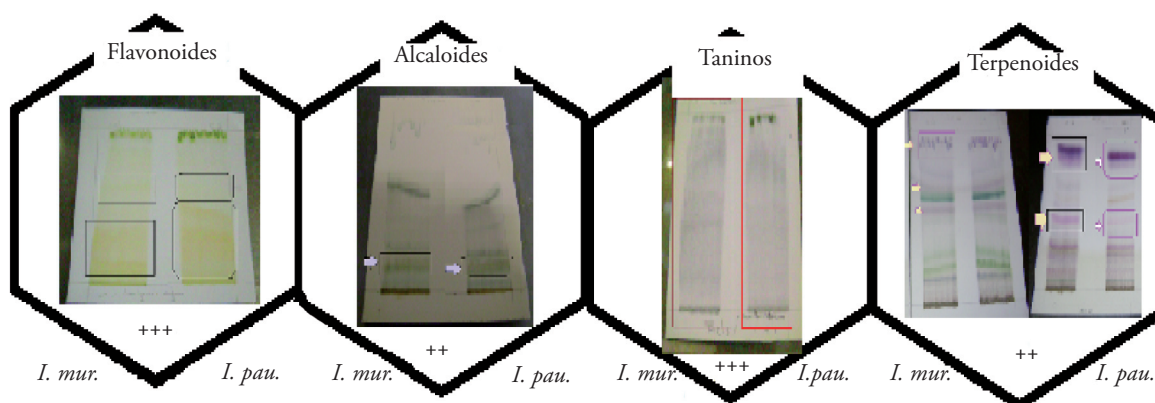 Flavonoides
Alcaloides
Taninos
Terpenoides
+++
++
+++
++
I. mur.
I. pau.
I. mur.
I. pau.
I. mur.
I.pau.
I. mur.
I. pau.